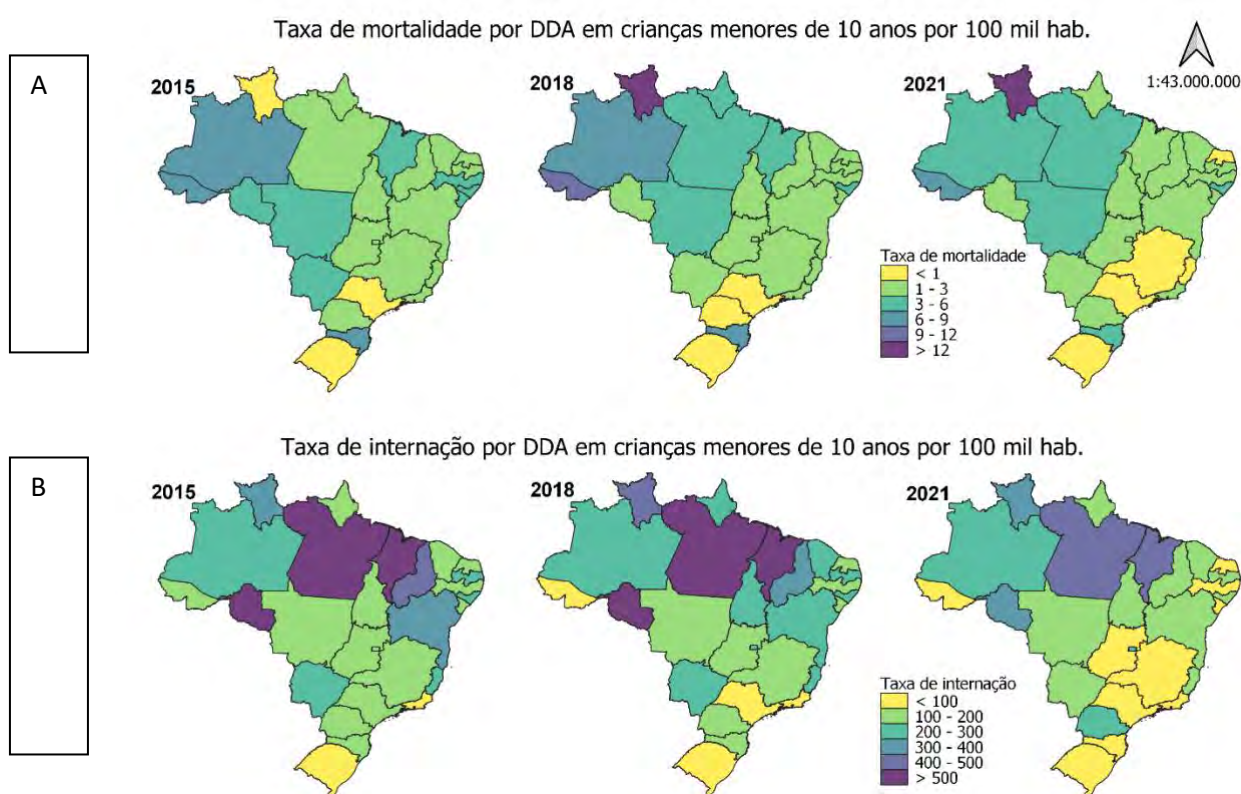 Taxa de mortalidade por DDA em crianças menores de 10 anos por 100 mil hab.
A
2015
2018
2021
1:43.000.000
Taxa de mortalidade
< 1
1 - 3
3 - 6
6 - 9
9 - 12
> 12
Taxa de internação por DDA em crianças menores de 10 anos por 100 mil hab.
B
2015
2018
2021
Taxa de internação
< 100
100 - 200
200 - 300
300 - 400
400 - 500
> 500